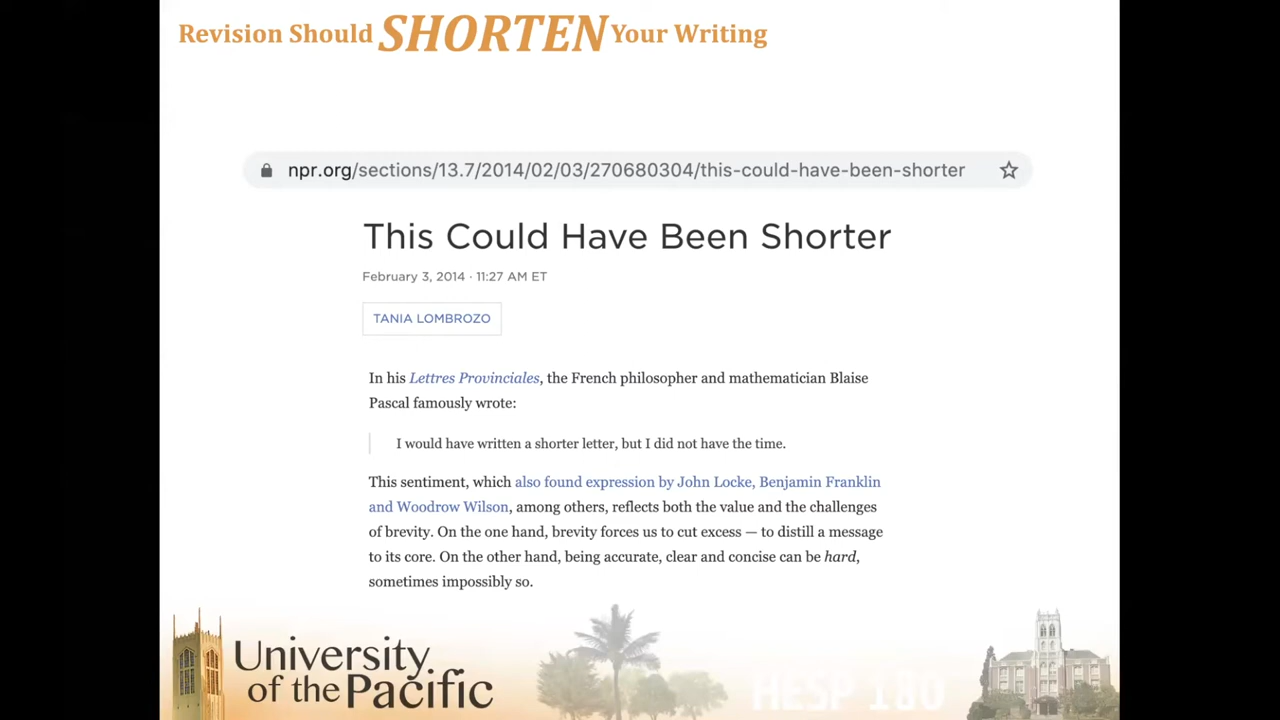 Revision Should SHORTEN Your Writing
npr.org/sections/13.7/2014/02/03/270680304/this-could-have-been-shorter
This Could Have Been Shorter
February 3, 2014 · 11:27 AM ET
TANIA LOMBROZO
In his Lettres Provinciales, the French philosopher and mathematician Blaise
Pascal famously wrote:
I would have written a shorter letter, but I did not have the time.
This sentiment, which also found expression by John Locke, Benjamin Franklin
and Woodrow Wilson, among others, reflects both the value and the challenges
of brevity. On the one hand, brevity forces us to cut excess — to distill a message
to its core. On the other hand, being accurate, clear and concise can be hard,
sometimes impossibly so.
University
of the Pacific
HESP 180